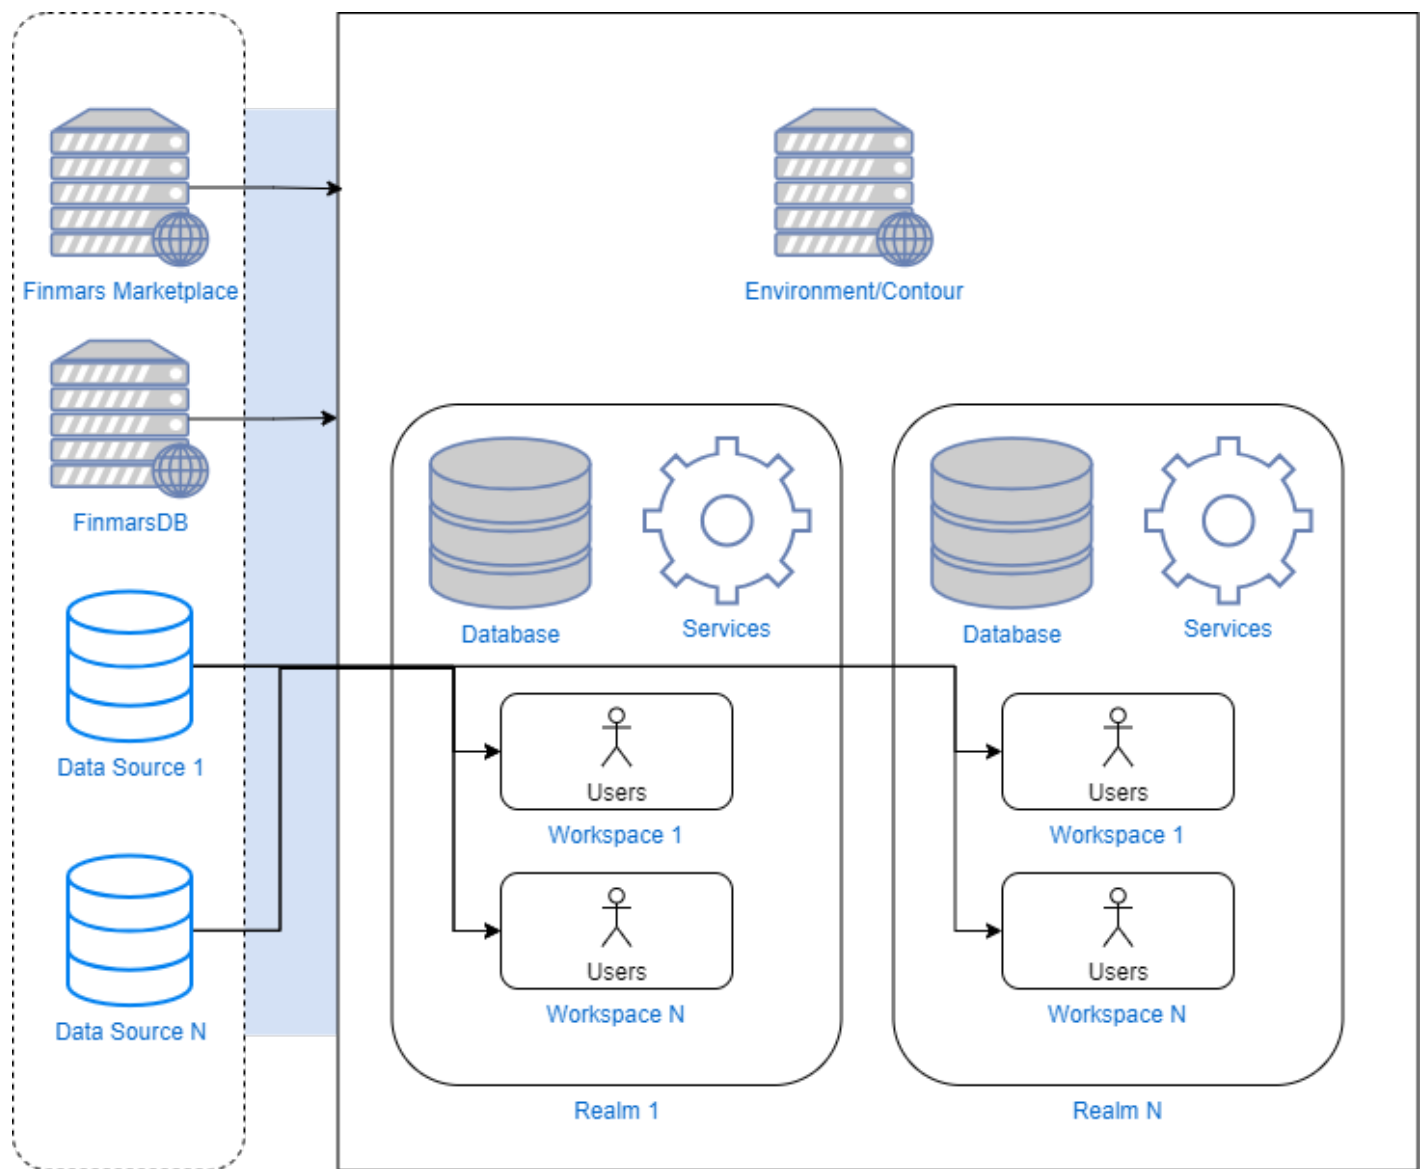 Finmars Marketplace
FinmarsDB
Data Source 1
Data Source N
Environment/Contour
Database
Services
Users
Workspace 1
Users
Workspace N
Realm 1
Database
Services
Users
Workspace 1
Users
Workspace N
Realm N